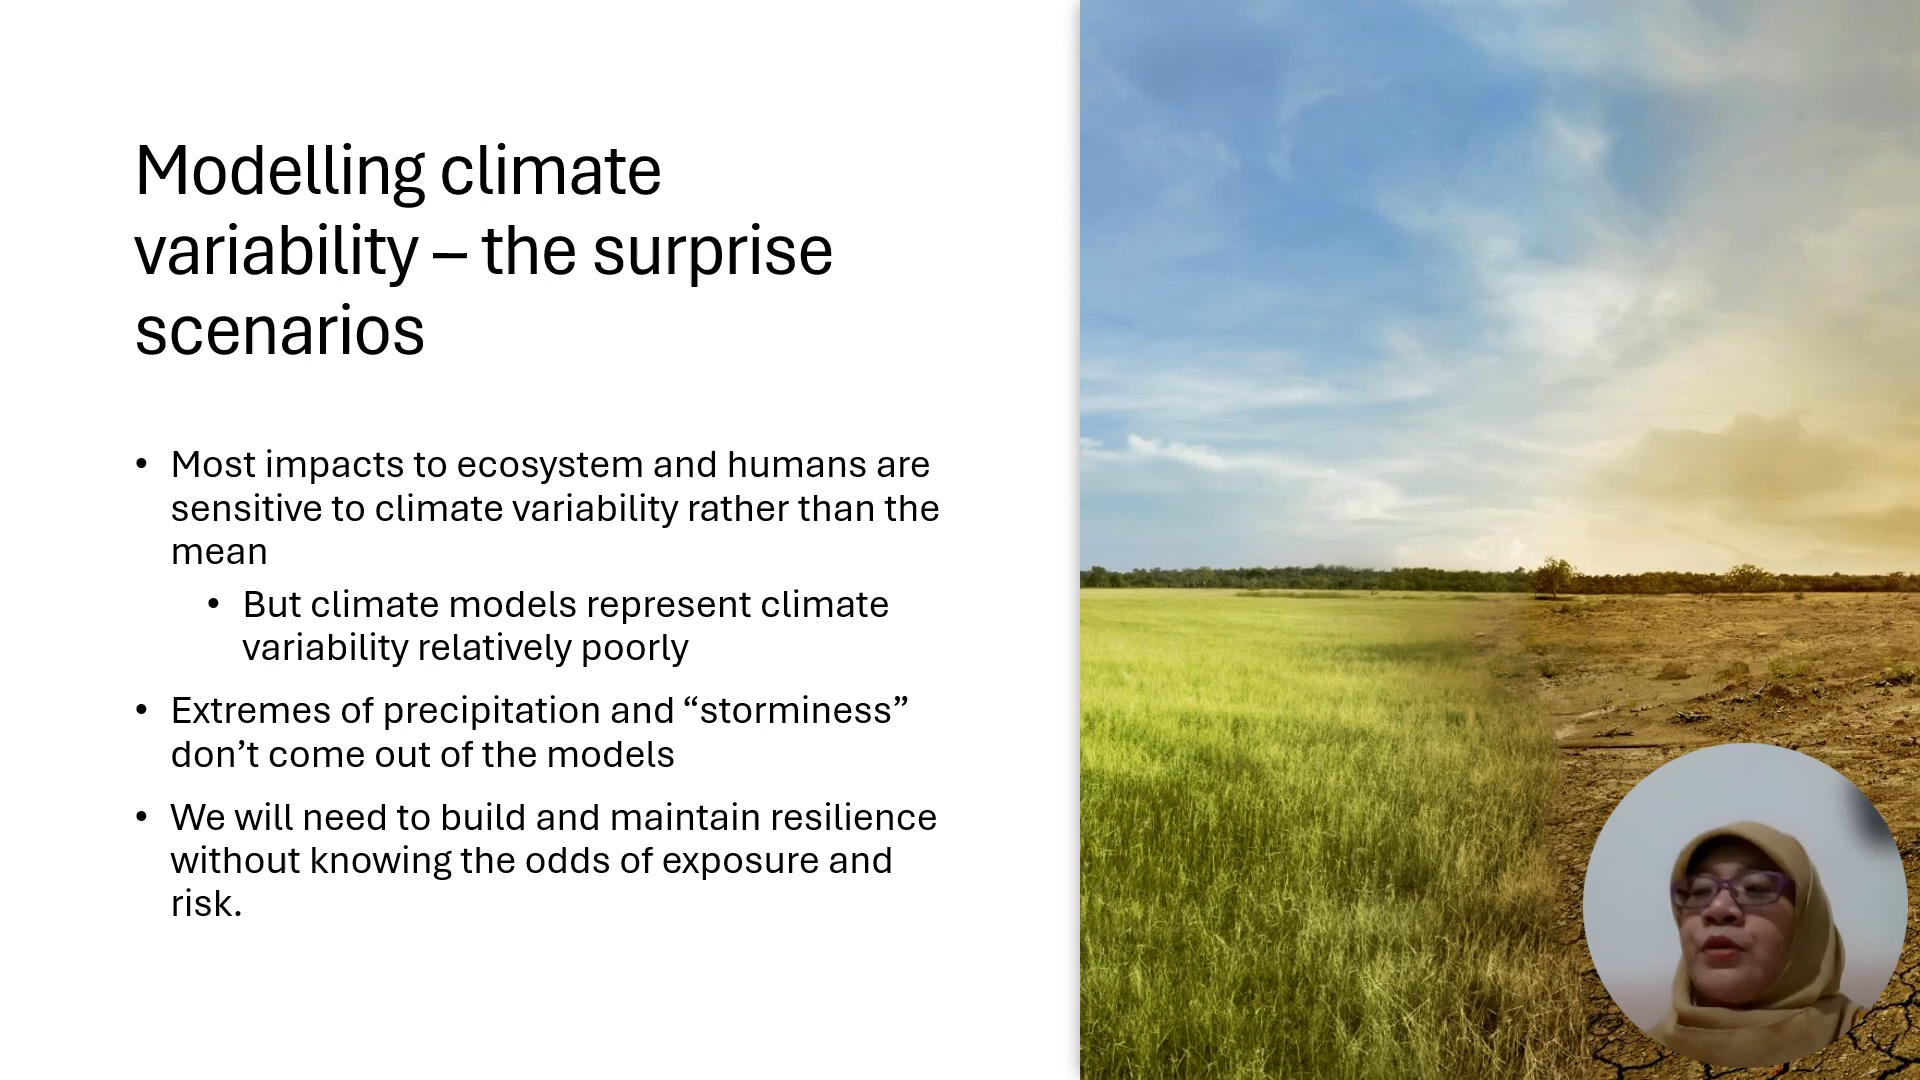 Modelling climate
variability – the surprise
scenarios
• Most impacts to ecosystem and humans are
sensitive to climate variability rather than the
mean
• But climate models represent climate
variability relatively poorly
• Extremes of precipitation and “storminess”
don’t come out of the models
• We will need to build and maintain resilience
without knowing the odds of exposure and
risk.